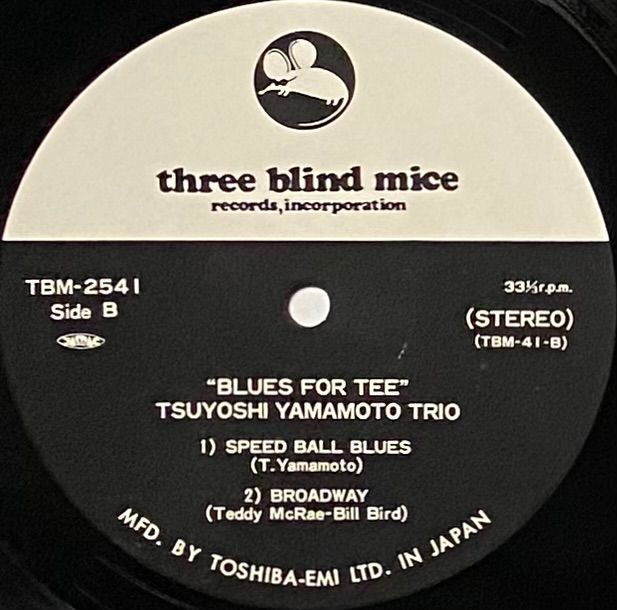 three blind mice
records, incorporation
TBM-2541
Side B
33⅓r.p.m.
(STEREO)
(TBM-41-B)
"BLUES FOR TEE"
TSUYOSHI YAMAMOTO TRIO
1) SPEED BALL BLUES
(T. Yamamoto)
2) BROADWAY
(Teddy McRae-Bill Bird)
MFD. BY TOSHIBA-EMI LTD. IN JAPAN